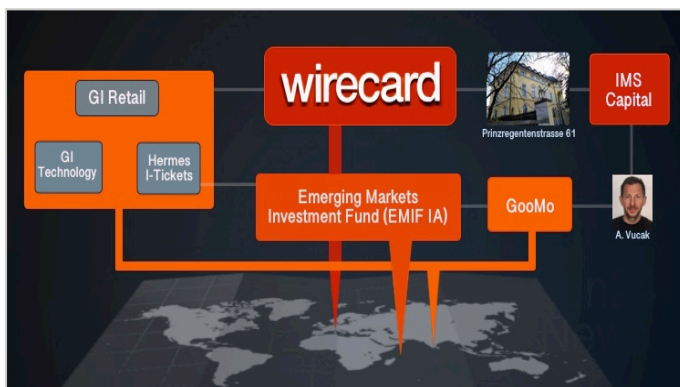 GI Retail
GI
Technology
Hermes
I-Tickets
wirecard
Prinzregentenstrasse 61
IMS
Capital
Emerging Markets
Investment Fund (EMIF IA)
GooMo
A. Vucak